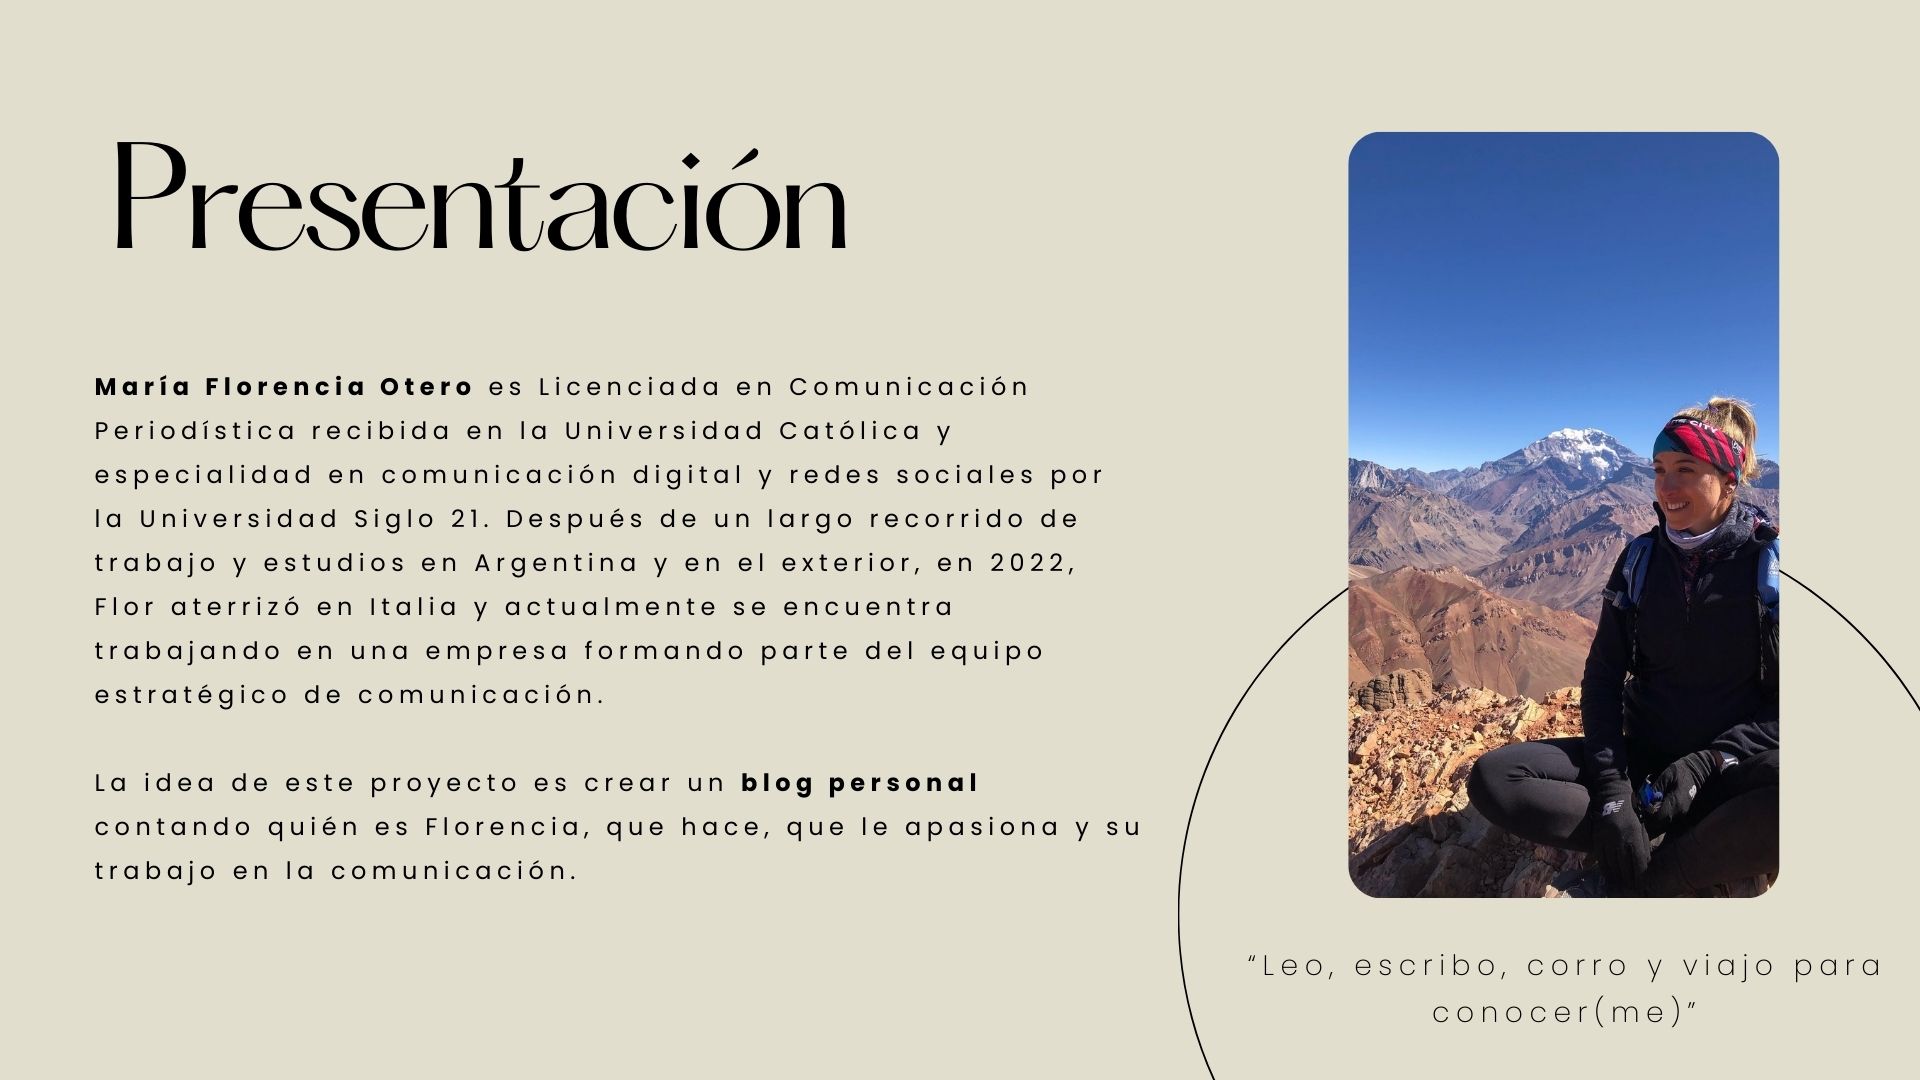 Presentación
María Florencia Otero es Licenciada en Comunicación
Periodística recibida en la Universidad Católica y
especialidad en comunicación digital y redes sociales por
la Universidad Siglo 21. Después de un largo recorrido de
trabajo y estudios en Argentina y en el exterior, en 2022,
Flor aterrizó en Italia y actualmente se encuentra
trabajando en una empresa formando parte del equipo
estratégico de comunicación.
La idea de este proyecto es crear un blog personal
contando quién es Florencia, que hace, que le apasiona y su
trabajo en la comunicación.
CITY
“Leo, escribo, corro y viajo para
conocer(me)”